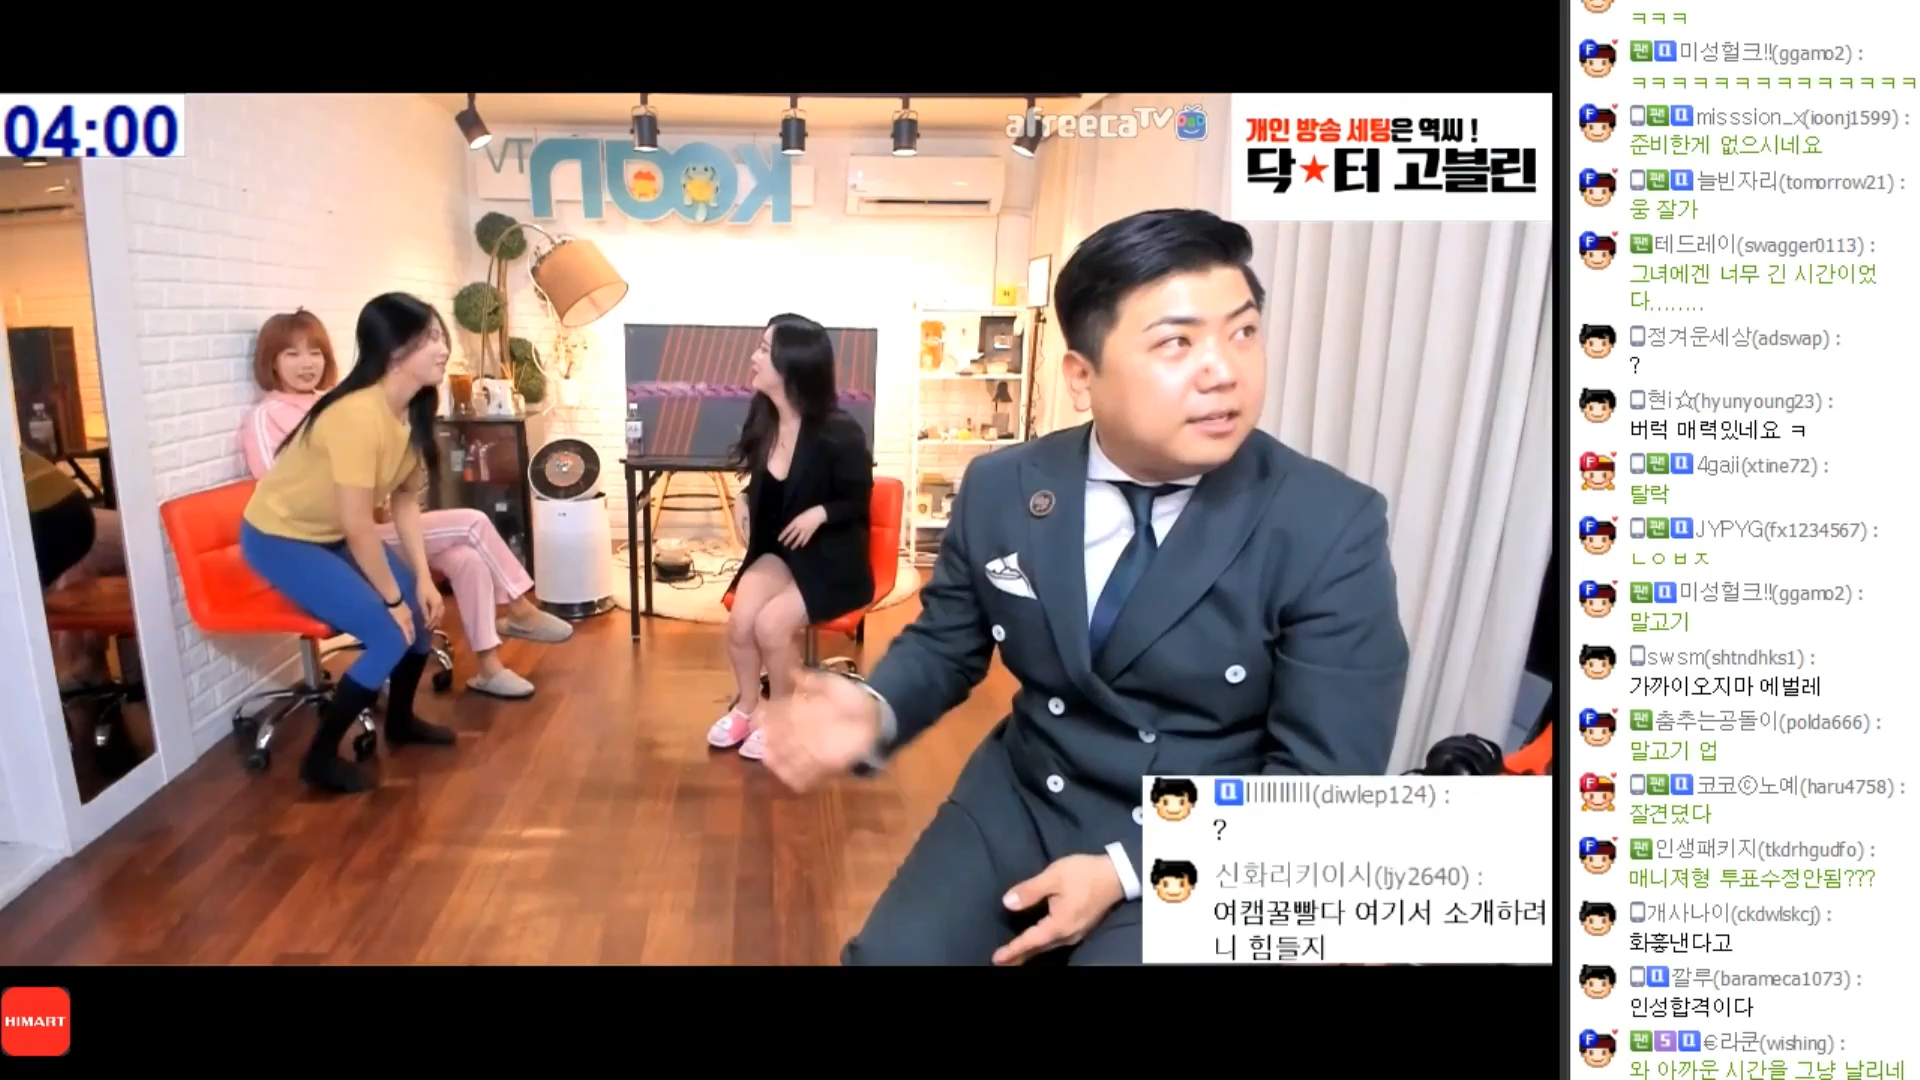 04:00
KOON
TV
afreecaTV
개인 방송 세팅은 역씨 !
닥★터 고블린
HIMART
llllllllll(diwlep124) :
?
신화리키이시(ljy2640) :
여캠꿀빨다 여기서 소개하려
니 힘들지
ㅋㅋㅋ
팬 미성헐크!!(ggamo2) :
ㅋㅋㅋㅋㅋㅋㅋㅋㅋㅋㅋㅋㅋㅋ
팬 misssion_x(ioonj1599) :
준비한게 없으시네요
팬 늘빈자리(tomorrow21) :
웅 잘가
팬 테드레이(swagger0113) :
그녀에겐 너무 긴 시간이었
다........
정겨운세상(adswap) :
?
현i☆(hyunyoung23) :
버럭 매력있네요 ㅋ
팬 4gaji(xtine72) :
탈락
팬 JYPYG(fx1234567) :
ㄴㅇㅂㅈ
팬 미성헐크!!(ggamo2) :
말고기
swsm(shtndhks1) :
가까이오지마 에벌레
팬 춤추는공돌이(polda666) :
말고기 업
팬 코코ⓒ노예(haru4758) :
잘견뎠다
팬 인생패키지(tkdrhgudfo) :
매니져형 투표수정안됨???
개사나이(ckdwlskcj) :
화훙낸다고
깔루(barameca1073) :
인성합격이다
팬 S €라쿤(wishing) :
와 아까운 시간을 그냥 날리네